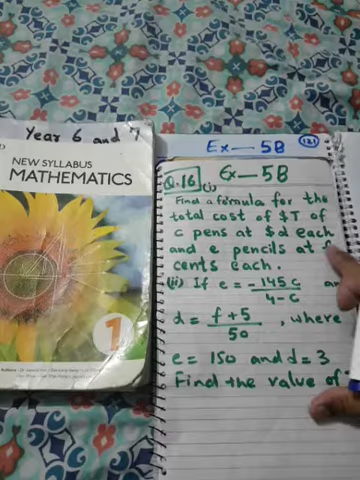 Year 6 and 7
NEW SYLLABUS
MATHEMATICS
1
Ex — 5B
(121)
Q.16 Ex — 5B
(i)
Find a formula for the
total cost of $T of
c pens at $d each
and e pencils at f
cents each.
(ii) If e = -145c / 4-c
d = f+5 / 50 , where
e = 150 and d = 3
Find the value of